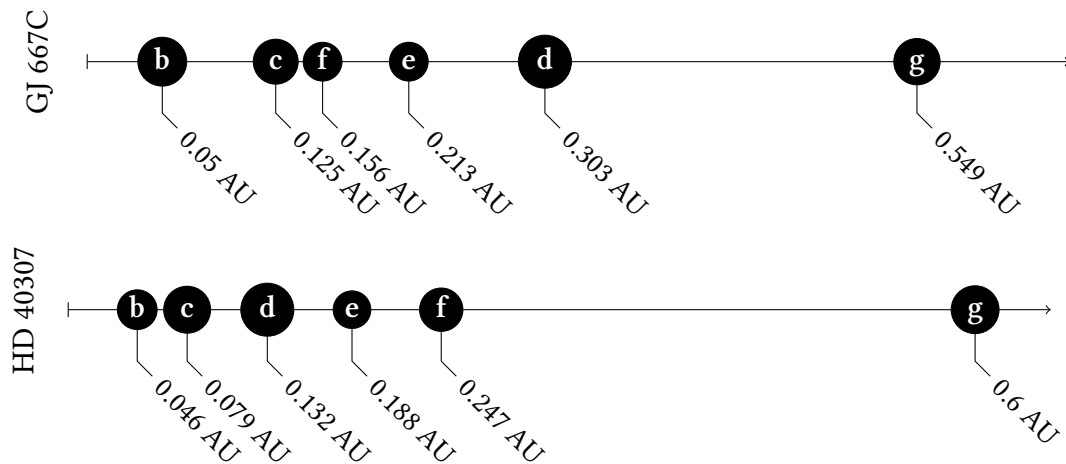 GJ 667C
b
c
f
e
d
g
0.05 AU
0.125 AU
0.156 AU
0.213 AU
0.303 AU
0.549 AU
HD 40307
b
c
d
e
f
g
0.046 AU
0.079 AU
0.132 AU
0.188 AU
0.247 AU
0.6 AU